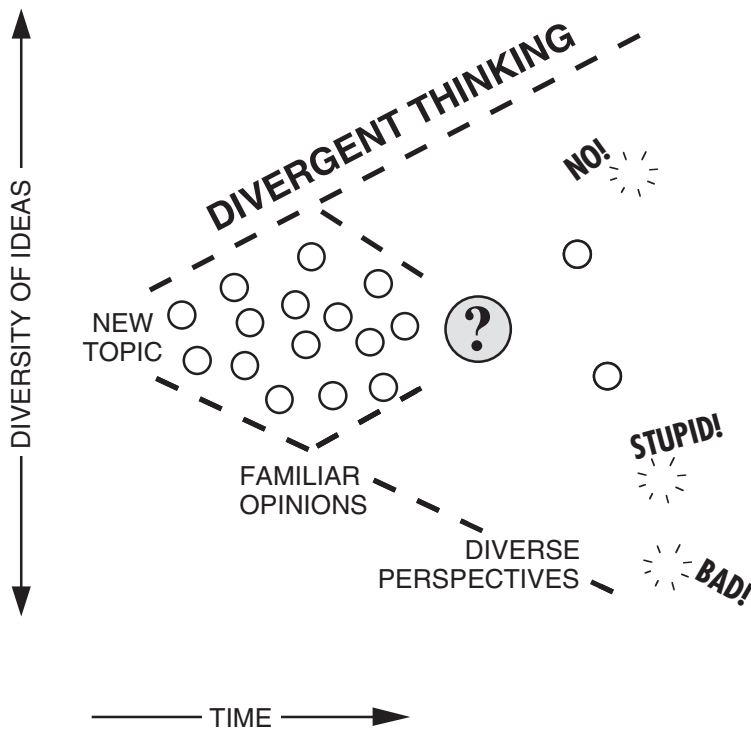 DIVERSITY OF IDEAS
DIVERGENT THINKING
NO!
NEW
TOPIC
?
STUPID!
FAMILIAR
OPINIONS
DIVERSE
PERSPECTIVES
BAD!
TIME